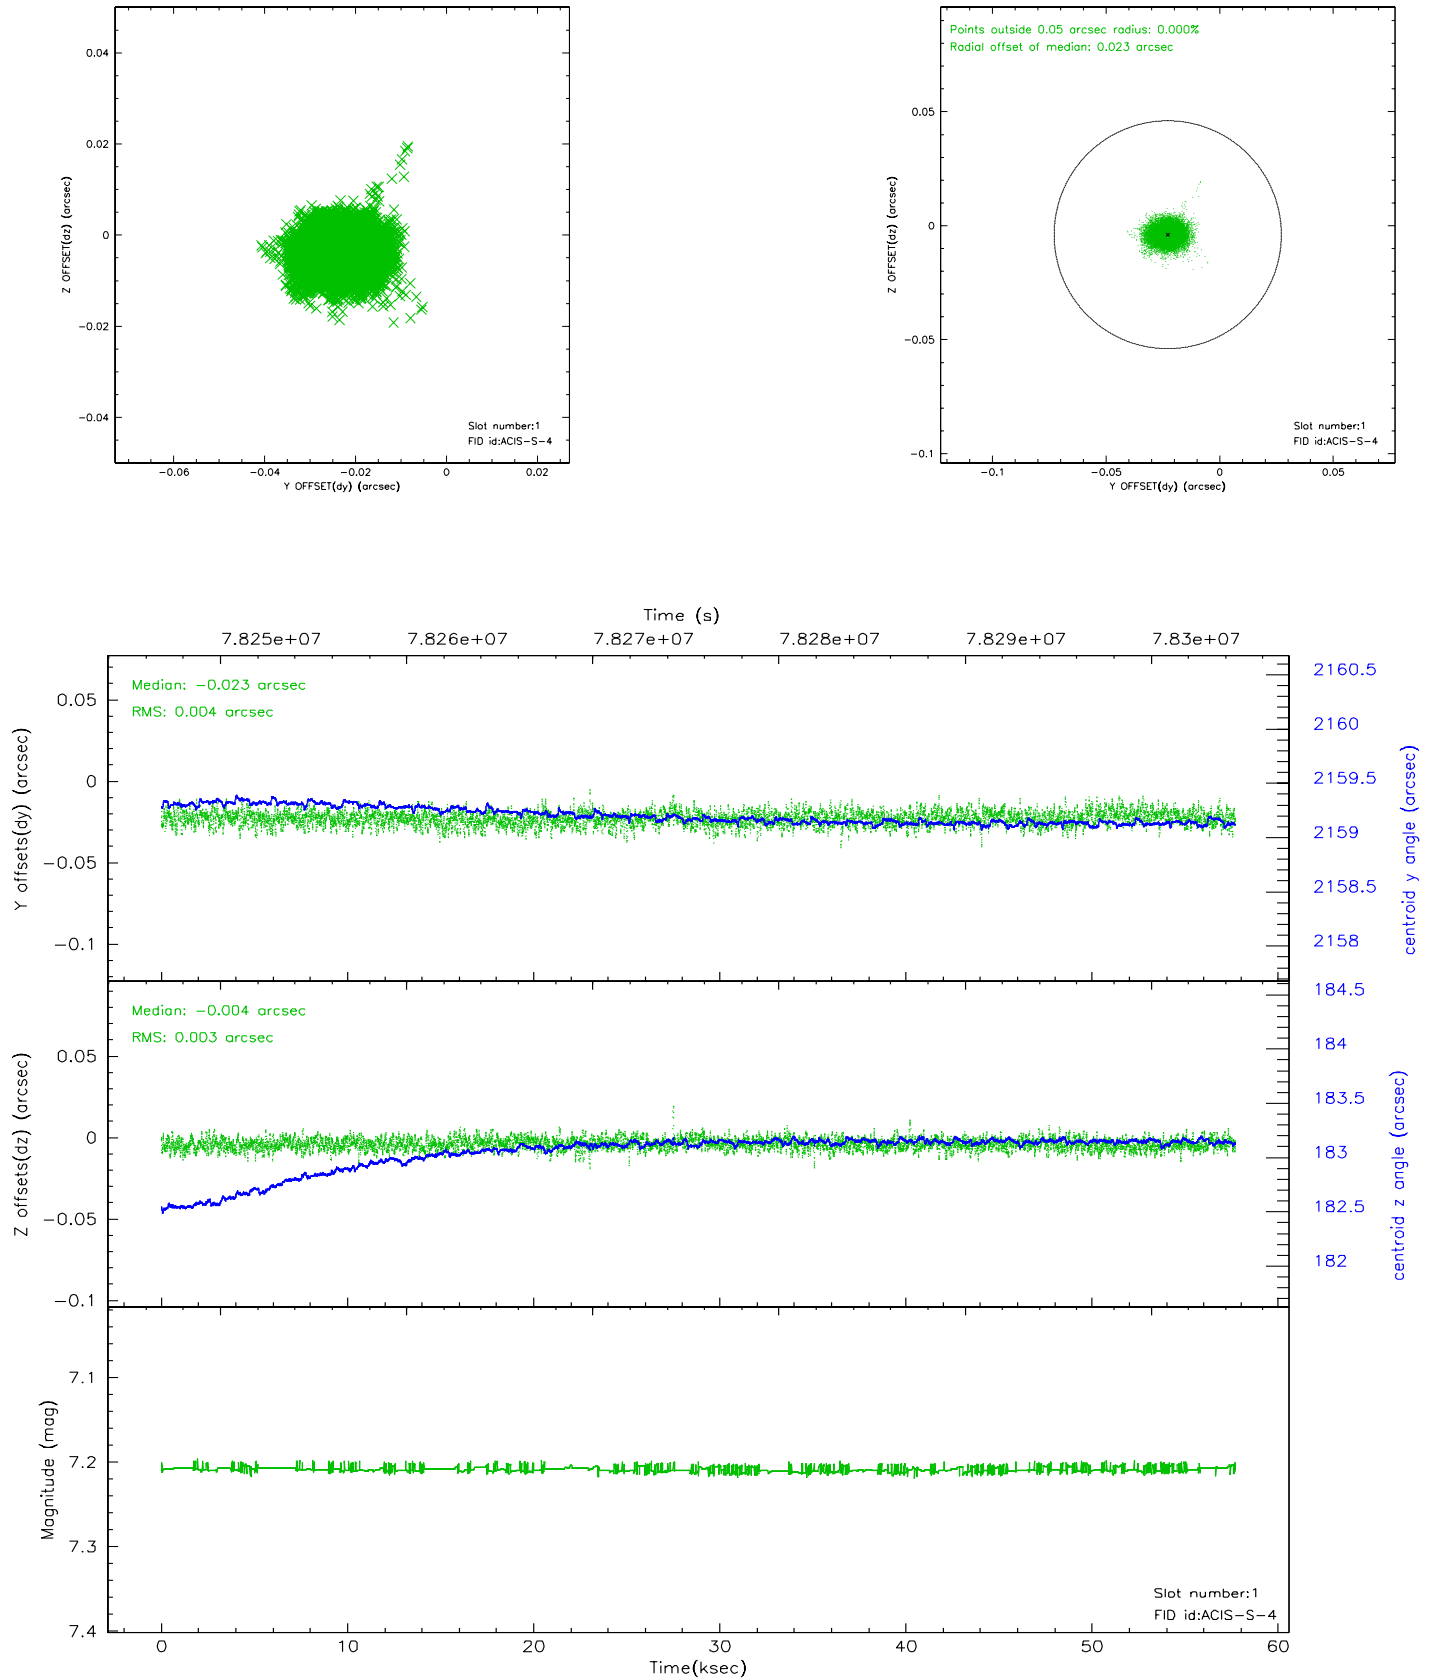 0.04
0.02
0
−0.02
−0.04
Z OFFSET(dz) (arcsec)
−0.06
−0.04
−0.02
0
0.02
Y OFFSET(dy) (arcsec)
Slot number:1
FID id:ACIS−S−4
Points outside 0.05 arcsec radius: 0.000%
Radial offset of median: 0.023 arcsec
0.05
0
−0.05
−0.1
Z OFFSET(dz) (arcsec)
−0.1
−0.05
0
0.05
Y OFFSET(dy) (arcsec)
Slot number:1
FID id:ACIS−S−4
Time (s)
7.825e+07
7.826e+07
7.827e+07
7.828e+07
7.829e+07
7.83e+07
Median: −0.023 arcsec
RMS: 0.004 arcsec
0.05
0
−0.05
−0.1
Y offsets(dy) (arcsec)
2160.5
2160
2159.5
2159
2158.5
2158
centroid y angle (arcsec)
Median: −0.004 arcsec
RMS: 0.003 arcsec
0.05
0
−0.05
−0.1
Z offsets(dz) (arcsec)
184.5
184
183.5
183
182.5
182
centroid z angle (arcsec)
7.1
7.2
7.3
7.4
Magnitude (mag)
Slot number:1
FID id:ACIS−S−4
0
10
20
30
40
50
60
Time(ksec)